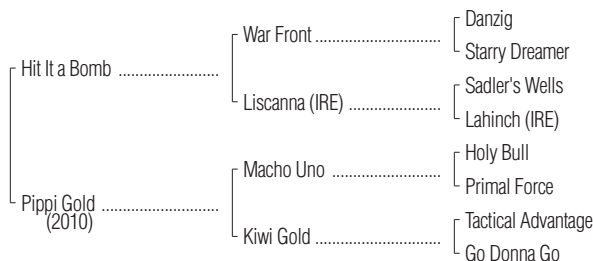 Danzig
War Front ........................
Starry Dreamer
Hit It a Bomb ...................
Sadler's Wells
Liscanna (IRE) .................
Lahinch (IRE)
Holy Bull
Macho Uno ....................
Primal Force
Pippi Gold ......................
(2010)
Tactical Advantage
Kiwi Gold ........................
Go Donna Go